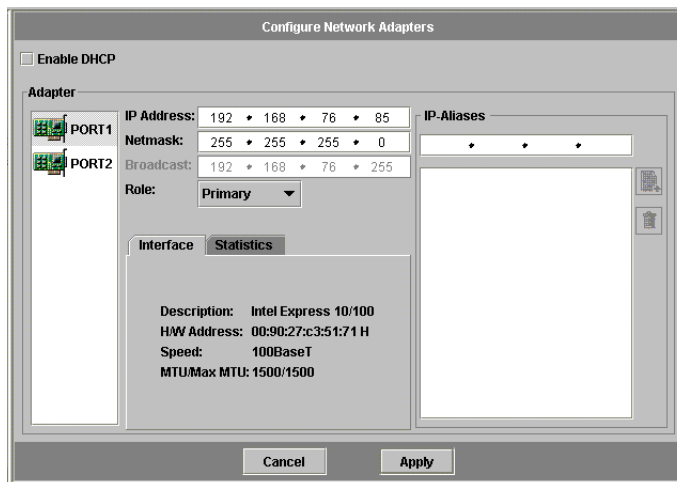 Configure Network Adapters
Enable DHCP
Adapter
PORT1
PORT2
IP Address: 192 . 168 . 76 . 85
Netmask: 255 . 255 . 255 . 0
Broadcast: 192 . 168 . 76 . 255
Role: Primary
IP-Aliases
. . .
Interface Statistics
Description: Intel Express 10/100
H/W Address: 00:90:27:c3:51:71 H
Speed: 100BaseT
MTU/Max MTU: 1500/1500
Cancel Apply